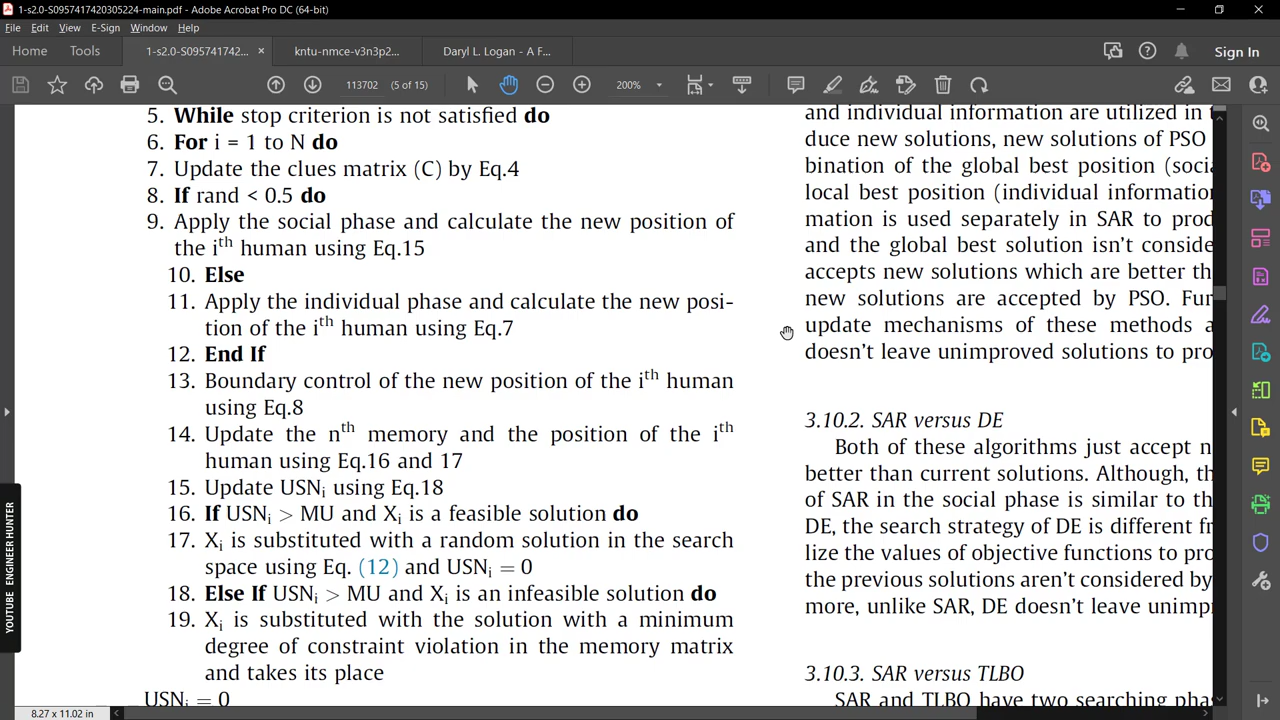 1-s2.0-S0957417420305224-main.pdf - Adobe Acrobat Pro DC (64-bit)
File Edit View E-Sign Window Help
Home Tools 1-s2.0-S095741742... × kntu-nmce-v3n3p2... Daryl L. Logan - A F...
Sign In
113702 (5 of 15) 200%
5. While stop criterion is not satisfied do
6. For i = 1 to N do
7. Update the clues matrix (C) by Eq.4
8. If rand < 0.5 do
9. Apply the social phase and calculate the new position of
the ith human using Eq.15
10. Else
11. Apply the individual phase and calculate the new posi-
tion of the ith human using Eq.7
12. End If
13. Boundary control of the new position of the ith human
using Eq.8
14. Update the nth memory and the position of the ith
human using Eq.16 and 17
15. Update USNi using Eq.18
16. If USNi > MU and Xi is a feasible solution do
17. Xi is substituted with a random solution in the search
space using Eq. (12) and USNi = 0
18. Else If USNi > MU and Xi is an infeasible solution do
19. Xi is substituted with the solution with a minimum
degree of constraint violation in the memory matrix
and takes its place
USNi = 0
and individual information are utilized in t
duce new solutions, new solutions of PSO
bination of the global best position (socia
local best position (individual information
mation is used separately in SAR to prod
and the global best solution isn't conside
accepts new solutions which are better th
new solutions are accepted by PSO. Fur
update mechanisms of these methods a
doesn't leave unimproved solutions to pro
3.10.2. SAR versus DE
Both of these algorithms just accept n
better than current solutions. Although, th
of SAR in the social phase is similar to th
DE, the search strategy of DE is different fr
lize the values of objective functions to pro
the previous solutions aren't considered by
more, unlike SAR, DE doesn't leave unimp
3.10.3. SAR versus TLBO
SAR and TLBO have two searching phas
YOUTUBE ENGINEER HUNTER
8.27 x 11.02 in